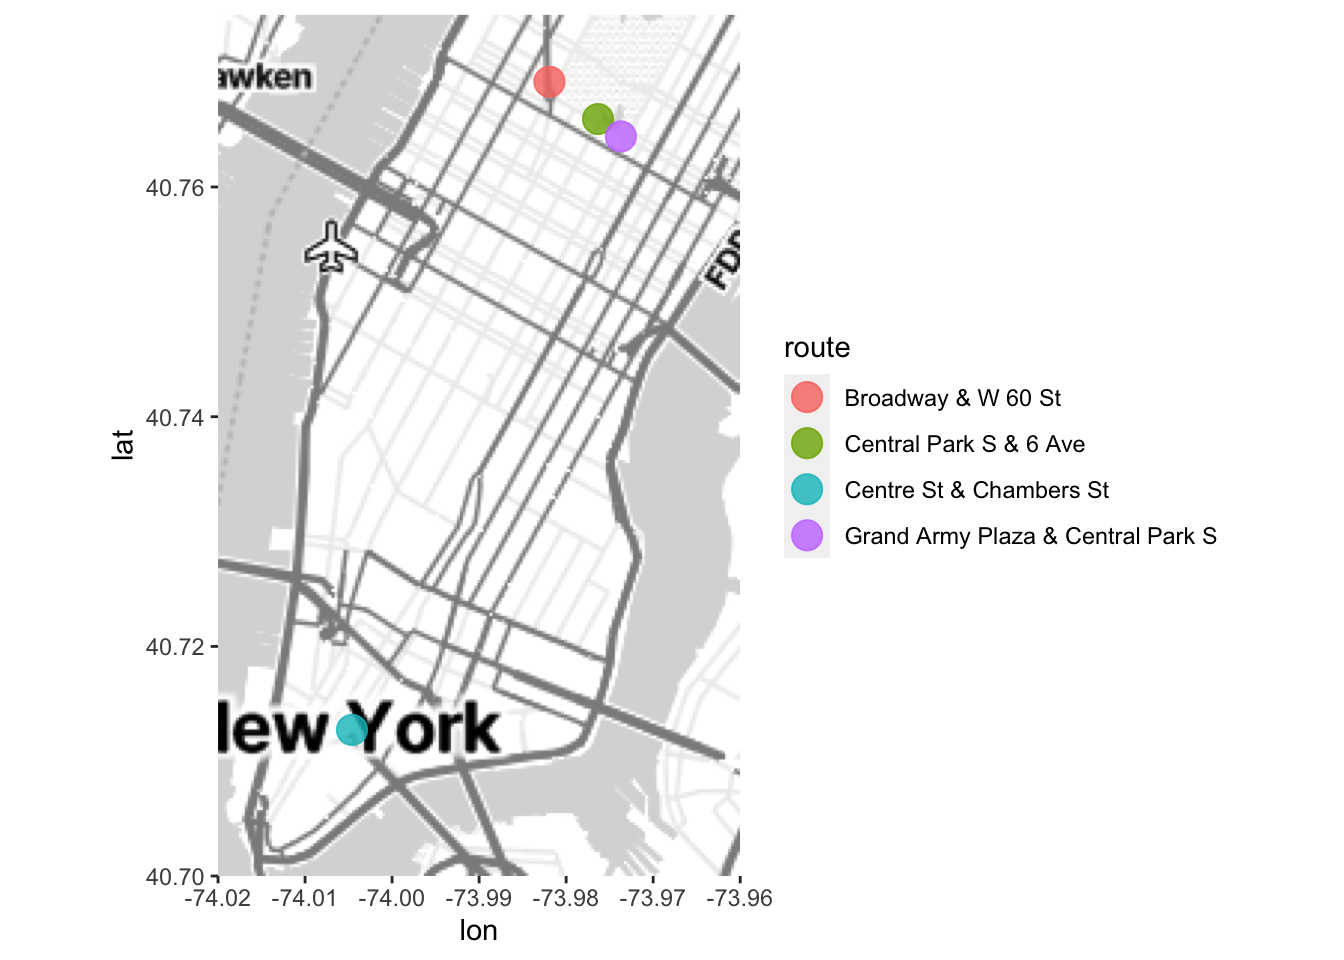 awken
FDR
New York
40.76
40.74
40.72
40.70
lat
-74.02 -74.01 -74.00 -73.99 -73.98 -73.97 -73.96
lon
route
Broadway & W 60 St
Central Park S & 6 Ave
Centre St & Chambers St
Grand Army Plaza & Central Park S